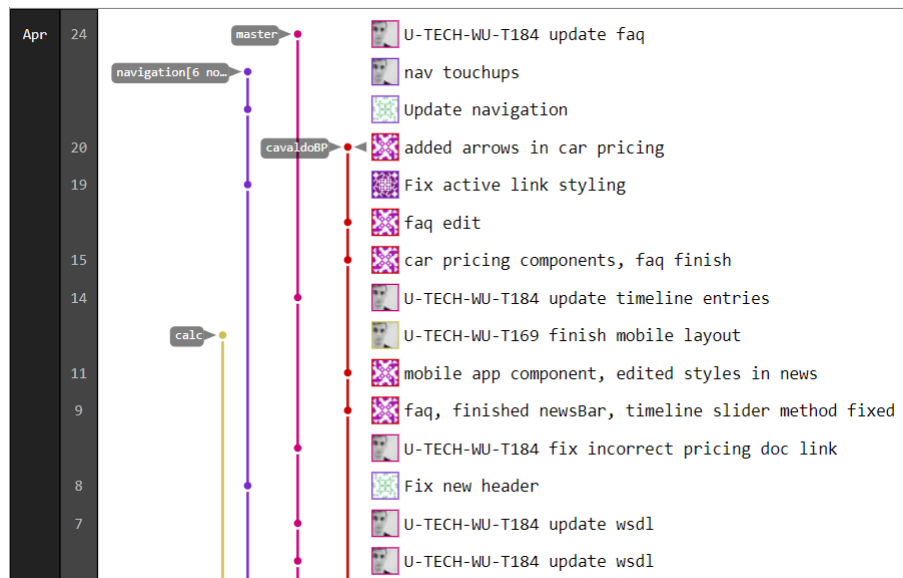 Apr 24 master U-TECH-WU-T184 update faq
navigation[6 no… nav touchups
Update navigation
20 cavaldoBP added arrows in car pricing
19 Fix active link styling
faq edit
15 car pricing components, faq finish
14 U-TECH-WU-T184 update timeline entries
calc U-TECH-WU-T169 finish mobile layout
11 mobile app component, edited styles in news
9 faq, finished newsBar, timeline slider method fixed
U-TECH-WU-T184 fix incorrect pricing doc link
8 Fix new header
7 U-TECH-WU-T184 update wsdl
U-TECH-WU-T184 update wsdl